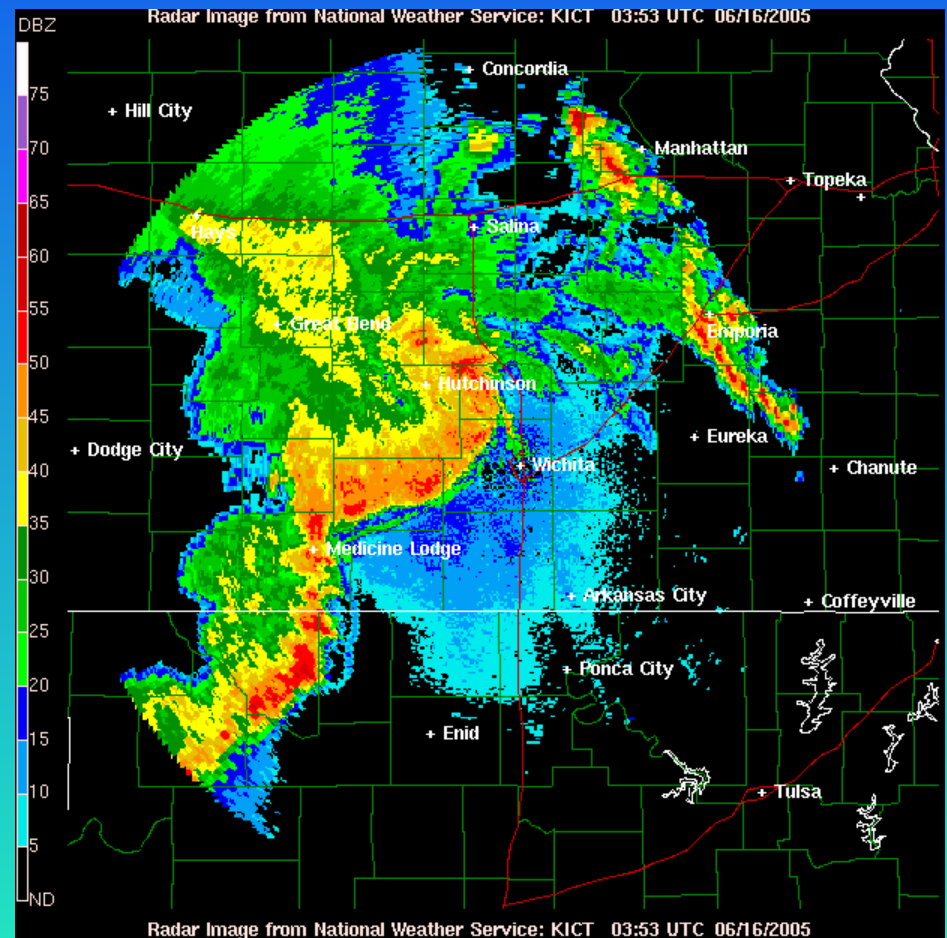 Radar Image from National Weather Service: KICT 03:53 UTC 06/16/2005
DBZ
75
70
65
60
55
50
45
40
35
30
25
20
15
10
5
ND
Concordia
Hill City
Manhattan
Topeka
Hays
Salina
Great Bend
Emporia
Hutchinson
Eureka
Dodge City
Wichita
Chanute
Medicine Lodge
Arkansas City
Coffeyville
Ponca City
Enid
Tulsa
Radar Image from National Weather Service: KICT 03:53 UTC 06/16/2005